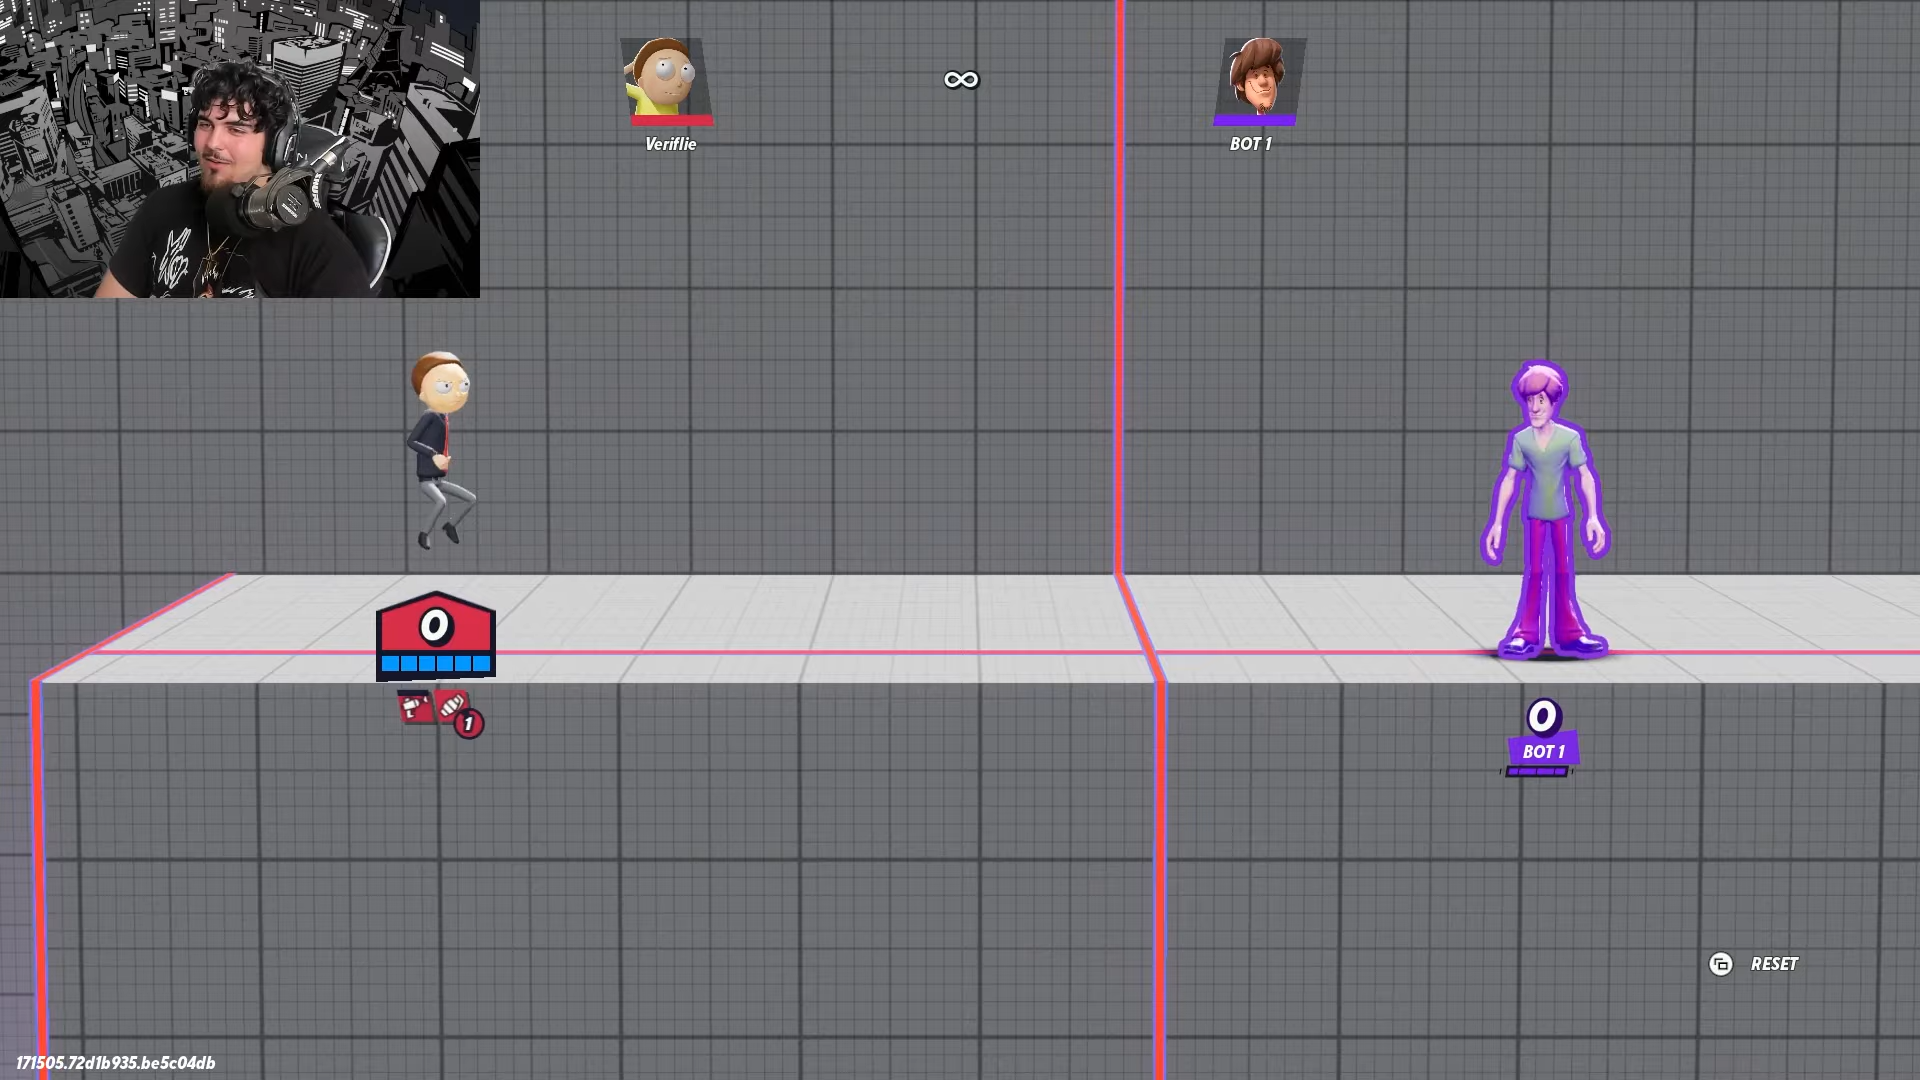 ∞
Veriflie
BOT 1
0
1
0
BOT 1
RESET
171505.72d1b935.be5c04db